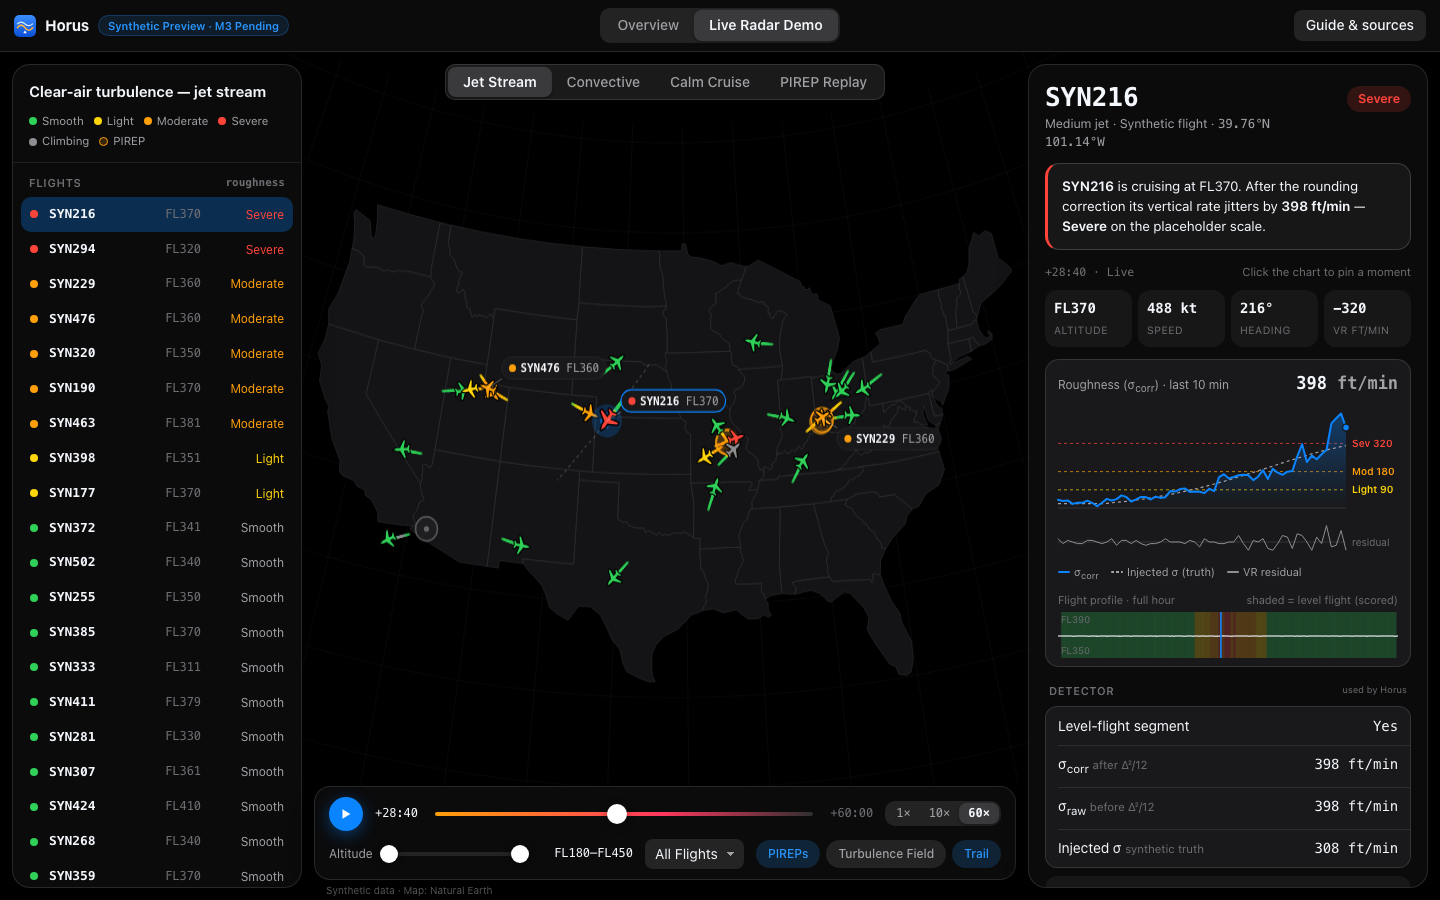 Horus
Synthetic Preview · M3 Pending
Overview
Live Radar Demo
Guide & sources
Clear-air turbulence — jet stream
Smooth Light Moderate Severe
Climbing PIREP
FLIGHTS roughness
SYN216 FL370 Severe
SYN294 FL320 Severe
SYN229 FL360 Moderate
SYN476 FL360 Moderate
SYN320 FL350 Moderate
SYN190 FL370 Moderate
SYN463 FL381 Moderate
SYN398 FL351 Light
SYN177 FL370 Light
SYN372 FL341 Smooth
SYN502 FL340 Smooth
SYN255 FL350 Smooth
SYN385 FL370 Smooth
SYN333 FL311 Smooth
SYN411 FL379 Smooth
SYN281 FL330 Smooth
SYN307 FL361 Smooth
SYN424 FL410 Smooth
SYN268 FL340 Smooth
SYN359 FL370 Smooth
Jet Stream Convective Calm Cruise PIREP Replay
SYN476 FL360
SYN216 FL370
SYN229 FL360
+28:40 +60:00 1× 10× 60×
Altitude FL180–FL450 All Flights PIREPs Turbulence Field Trail
Synthetic data · Map: Natural Earth
SYN216 Severe
Medium jet · Synthetic flight · 39.76°N
101.14°W
SYN216 is cruising at FL370. After the rounding
correction its vertical rate jitters by 398 ft/min —
Severe on the placeholder scale.
+28:40 · Live Click the chart to pin a moment
FL370 488 kt 216° −320
ALTITUDE SPEED HEADING VR FT/MIN
Roughness (σcorr) · last 10 min 398 ft/min
Sev 320
Mod 180
Light 90
residual
σcorr Injected σ (truth) VR residual
Flight profile · full hour shaded = level flight (scored)
FL390
FL350
DETECTOR used by Horus
Level-flight segment Yes
σcorr after Δ²/12 398 ft/min
σraw before Δ²/12 398 ft/min
Injected σ synthetic truth 308 ft/min